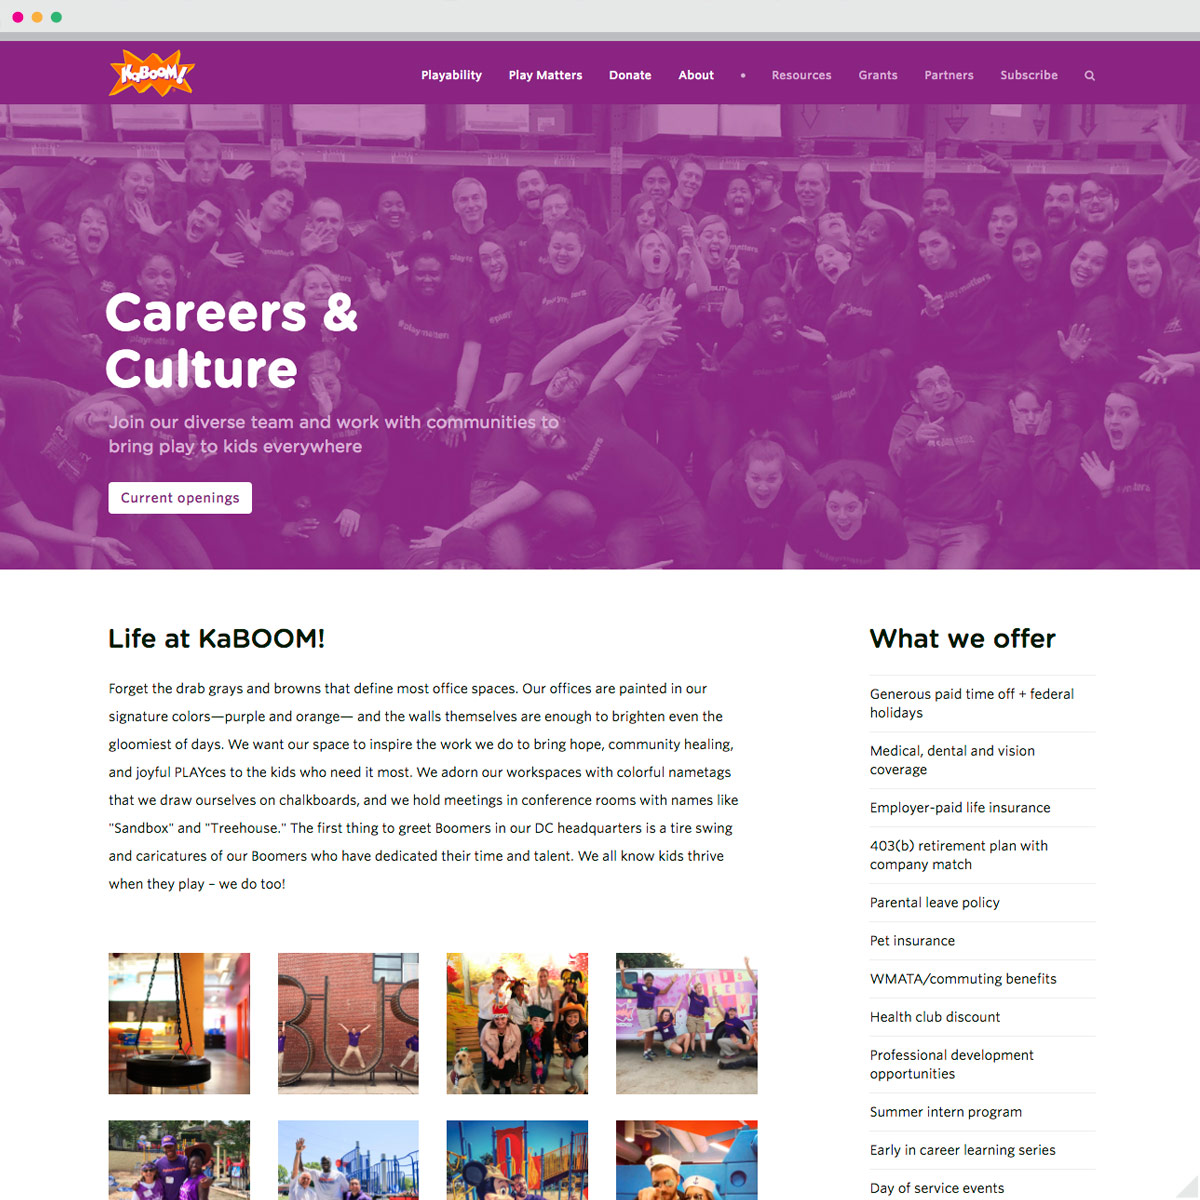 KaBOOM!
Playability
Play Matters
Donate
About
•
Resources
Grants
Partners
Subscribe
Careers &
Culture
Join our diverse team and work with communities to
bring play to kids everywhere
Current openings
Life at KaBOOM!
Forget the drab grays and browns that define most office spaces. Our offices are painted in our
signature colors—purple and orange— and the walls themselves are enough to brighten even the
gloomiest of days. We want our space to inspire the work we do to bring hope, community healing,
and joyful PLAYces to the kids who need it most. We adorn our workspaces with colorful nametags
that we draw ourselves on chalkboards, and we hold meetings in conference rooms with names like
"Sandbox" and "Treehouse." The first thing to greet Boomers in our DC headquarters is a tire swing
and caricatures of our Boomers who have dedicated their time and talent. We all know kids thrive
when they play – we do too!
What we offer
Generous paid time off + federal
holidays
Medical, dental and vision
coverage
Employer-paid life insurance
403(b) retirement plan with
company match
Parental leave policy
Pet insurance
WMATA/commuting benefits
Health club discount
Professional development
opportunities
Summer intern program
Early in career learning series
Day of service events